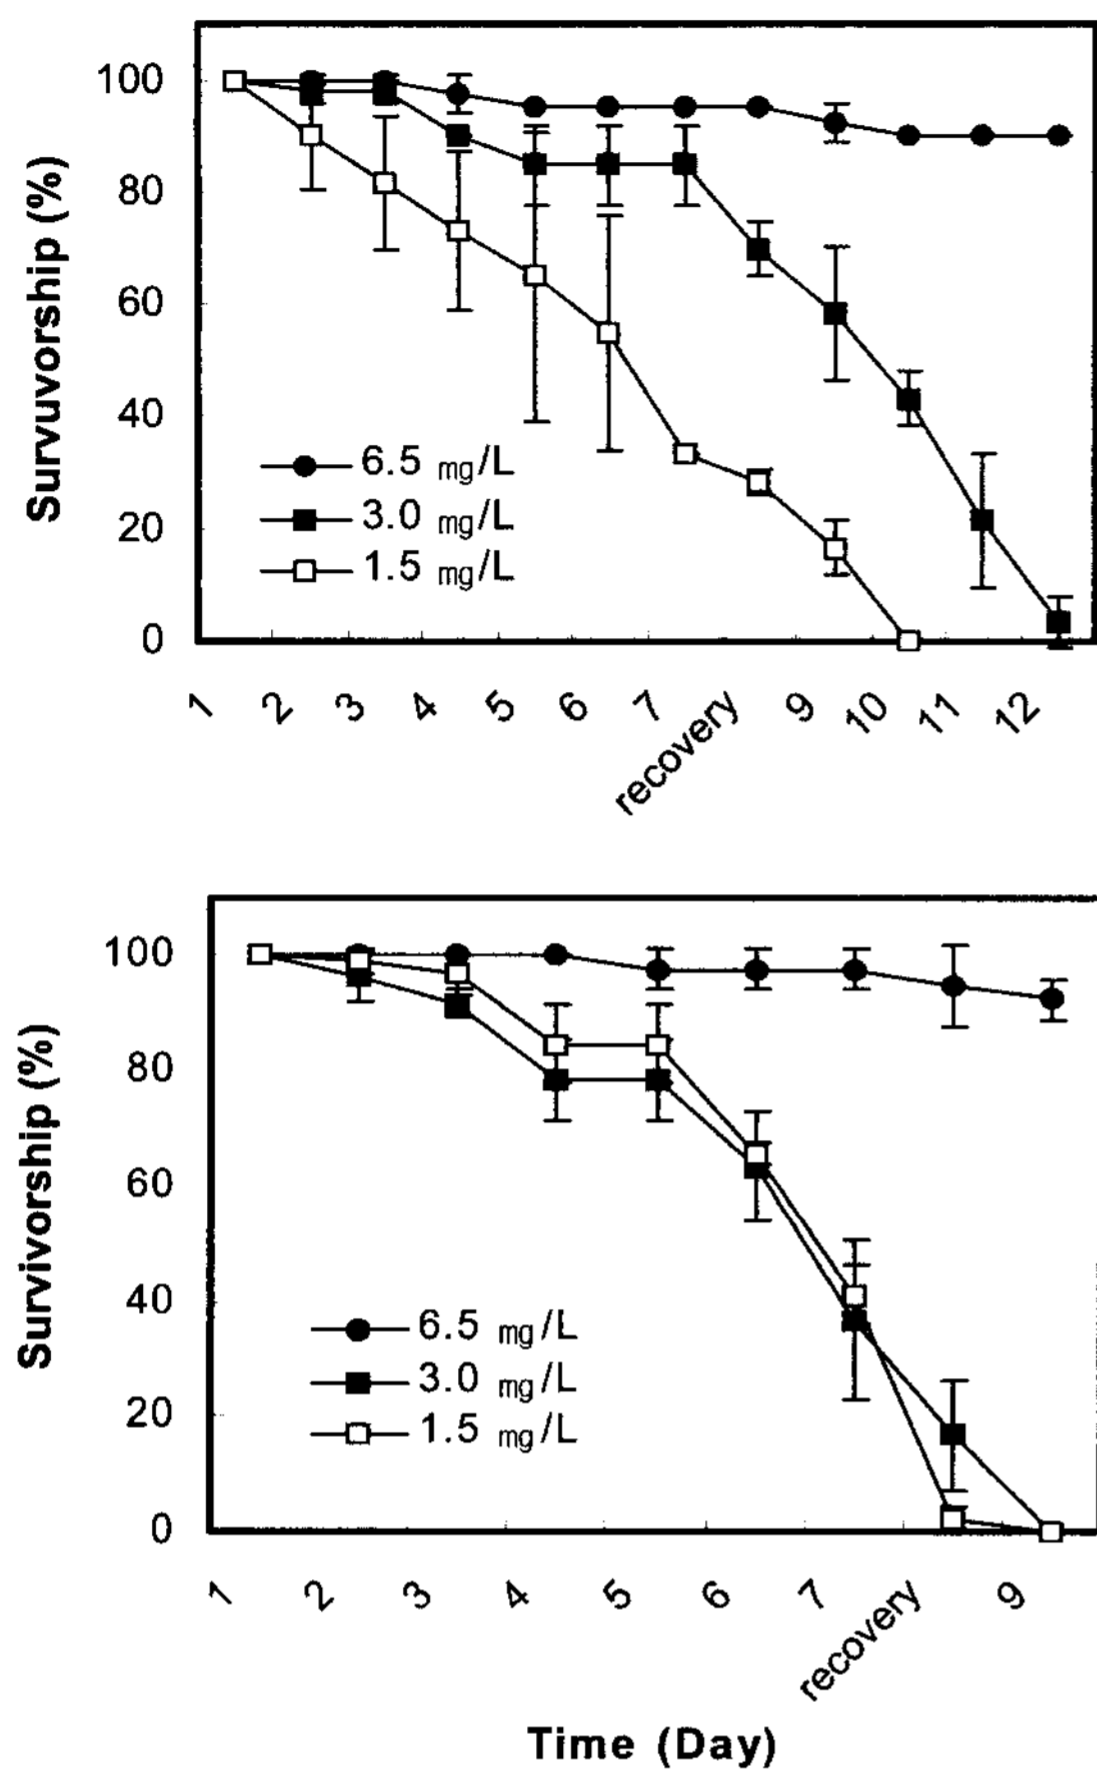 Survuvorship (%)
100
80
60
40
20
0
6.5 mg/L
3.0 mg/L
1.5 mg/L
1 2 3 4 5 6 7 recovery 9 10 11 12
Survivorship (%)
100
80
60
40
20
0
6.5 mg/L
3.0 mg/L
1.5 mg/L
1 2 3 4 5 6 7 recovery 9
Time (Day)